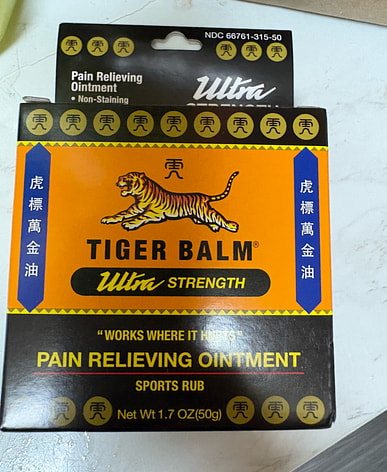 NDC 66761-315-50
Pain Relieving
Ointment
• Non-Staining
Ultra
STRENGTH
虎標萬金油
虎標萬金油
TIGER BALM®
Ultra STRENGTH
"WORKS WHERE IT HURTS"
PAIN RELIEVING OINTMENT
SPORTS RUB
Net Wt 1.7 OZ(50g)